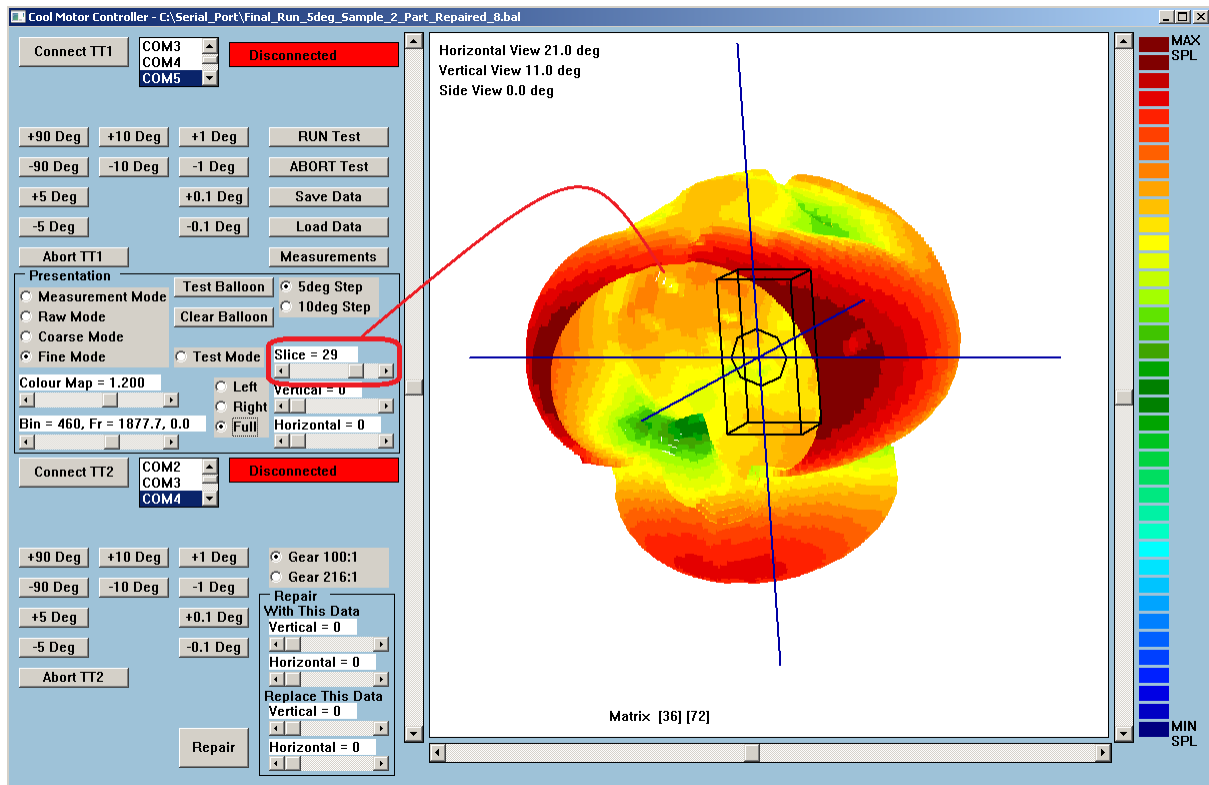 Cool Motor Controller - C:\Serial_Port\Final_Run_5deg_Sample_2_Part_Repaired_8.bal
Connect TT1
COM3
COM4
COM5
Disconnected
+90 Deg
+10 Deg
+1 Deg
RUN Test
-90 Deg
-10 Deg
-1 Deg
ABORT Test
+5 Deg
+0.1 Deg
Save Data
-5 Deg
-0.1 Deg
Load Data
Abort TT1
Measurements
Presentation
Measurement Mode
Raw Mode
Coarse Mode
Fine Mode
Test Balloon
Clear Balloon
5deg Step
10deg Step
Test Mode
Slice = 29
Colour Map = 1.200
Left
Right
Full
Vertical = 0
Bin = 460, Fr = 1877.7, 0.0
Horizontal = 0
Connect TT2
COM2
COM3
COM4
Disconnected
+90 Deg
+10 Deg
+1 Deg
Gear 100:1
-90 Deg
-10 Deg
-1 Deg
Gear 216:1
+5 Deg
+0.1 Deg
-5 Deg
-0.1 Deg
Abort TT2
Repair
With This Data
Vertical = 0
Horizontal = 0
Replace This Data
Vertical = 0
Horizontal = 0
Repair
Horizontal View 21.0 deg
Vertical View 11.0 deg
Side View 0.0 deg
Matrix [36] [72]
MAX
SPL
MIN
SPL